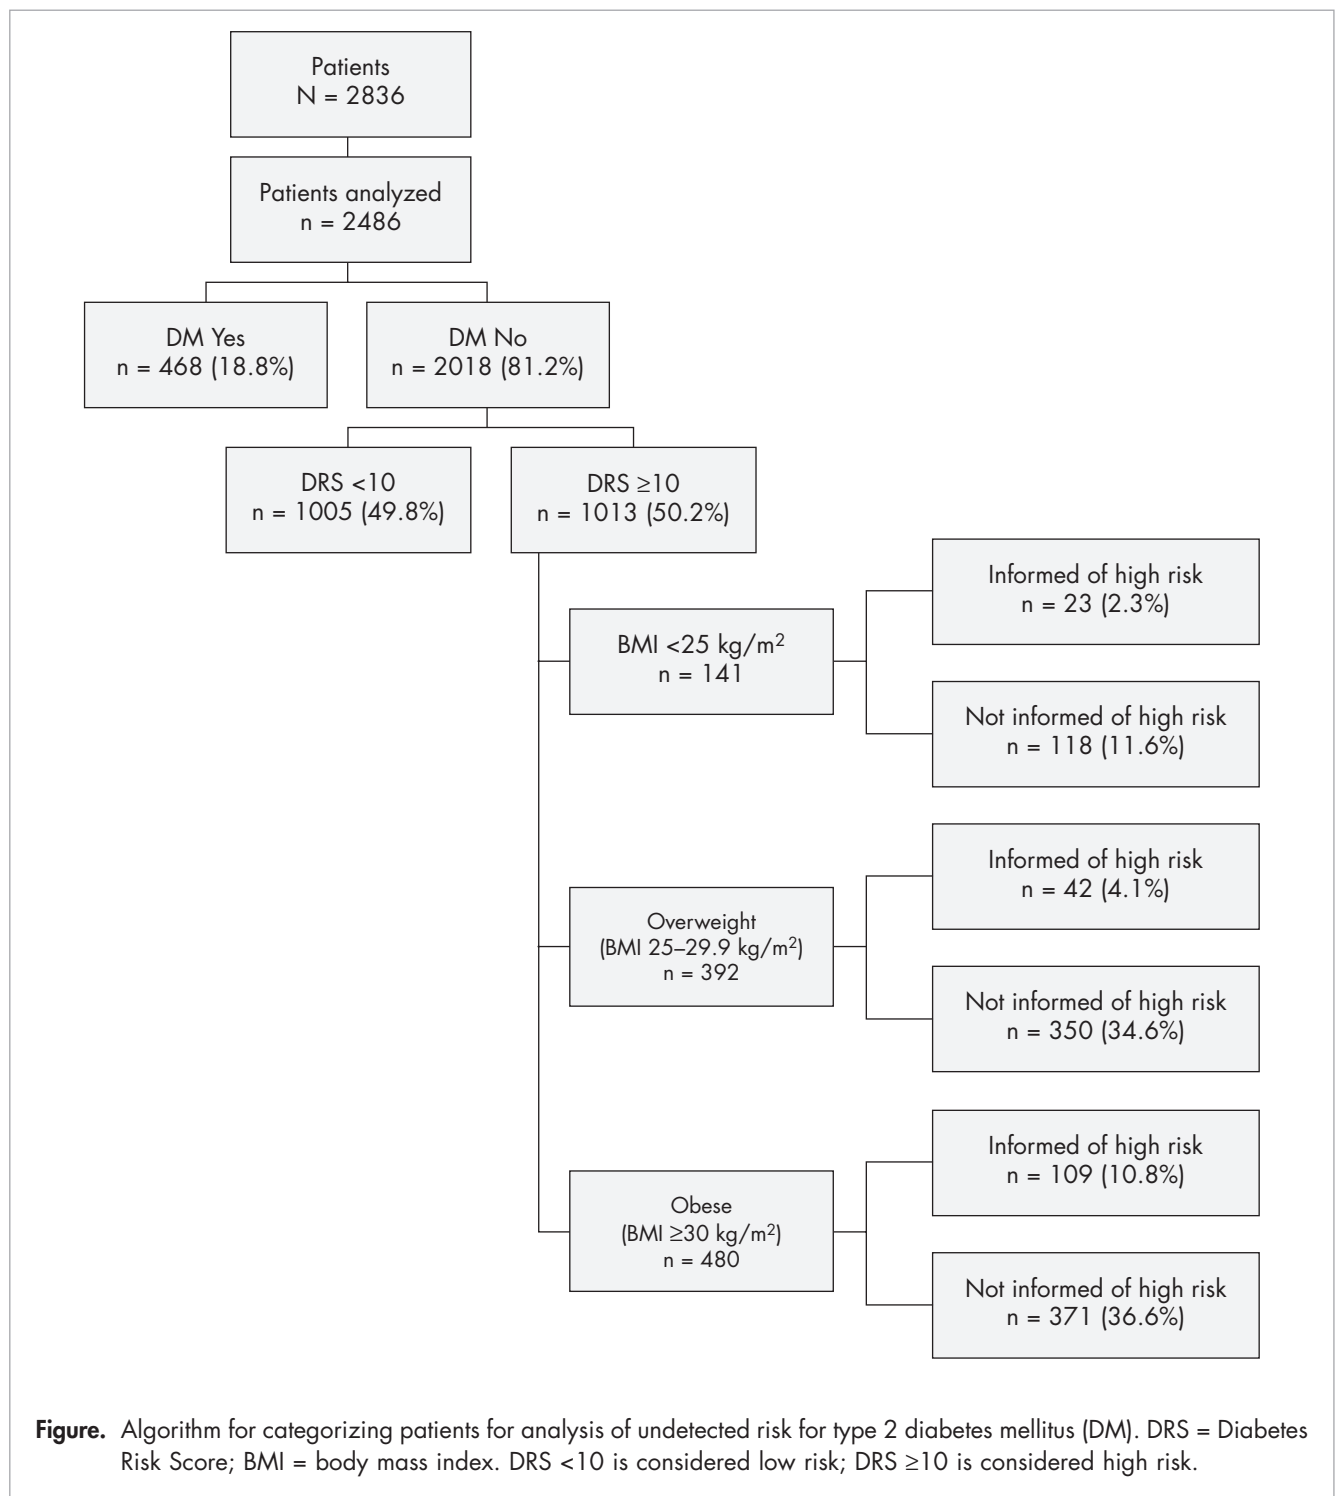 Patients
N = 2836
Patients analyzed
n = 2486
DM Yes
n = 468 (18.8%)
DM No
n = 2018 (81.2%)
DRS <10
n = 1005 (49.8%)
DRS ≥10
n = 1013 (50.2%)
BMI <25 kg/m²
n = 141
Informed of high risk
n = 23 (2.3%)
Not informed of high risk
n = 118 (11.6%)
Overweight
(BMI 25–29.9 kg/m²)
n = 392
Informed of high risk
n = 42 (4.1%)
Not informed of high risk
n = 350 (34.6%)
Obese
(BMI ≥30 kg/m²)
n = 480
Informed of high risk
n = 109 (10.8%)
Not informed of high risk
n = 371 (36.6%)
Figure. Algorithm for categorizing patients for analysis of undetected risk for type 2 diabetes mellitus (DM). DRS = Diabetes
Risk Score; BMI = body mass index. DRS <10 is considered low risk; DRS ≥10 is considered high risk.